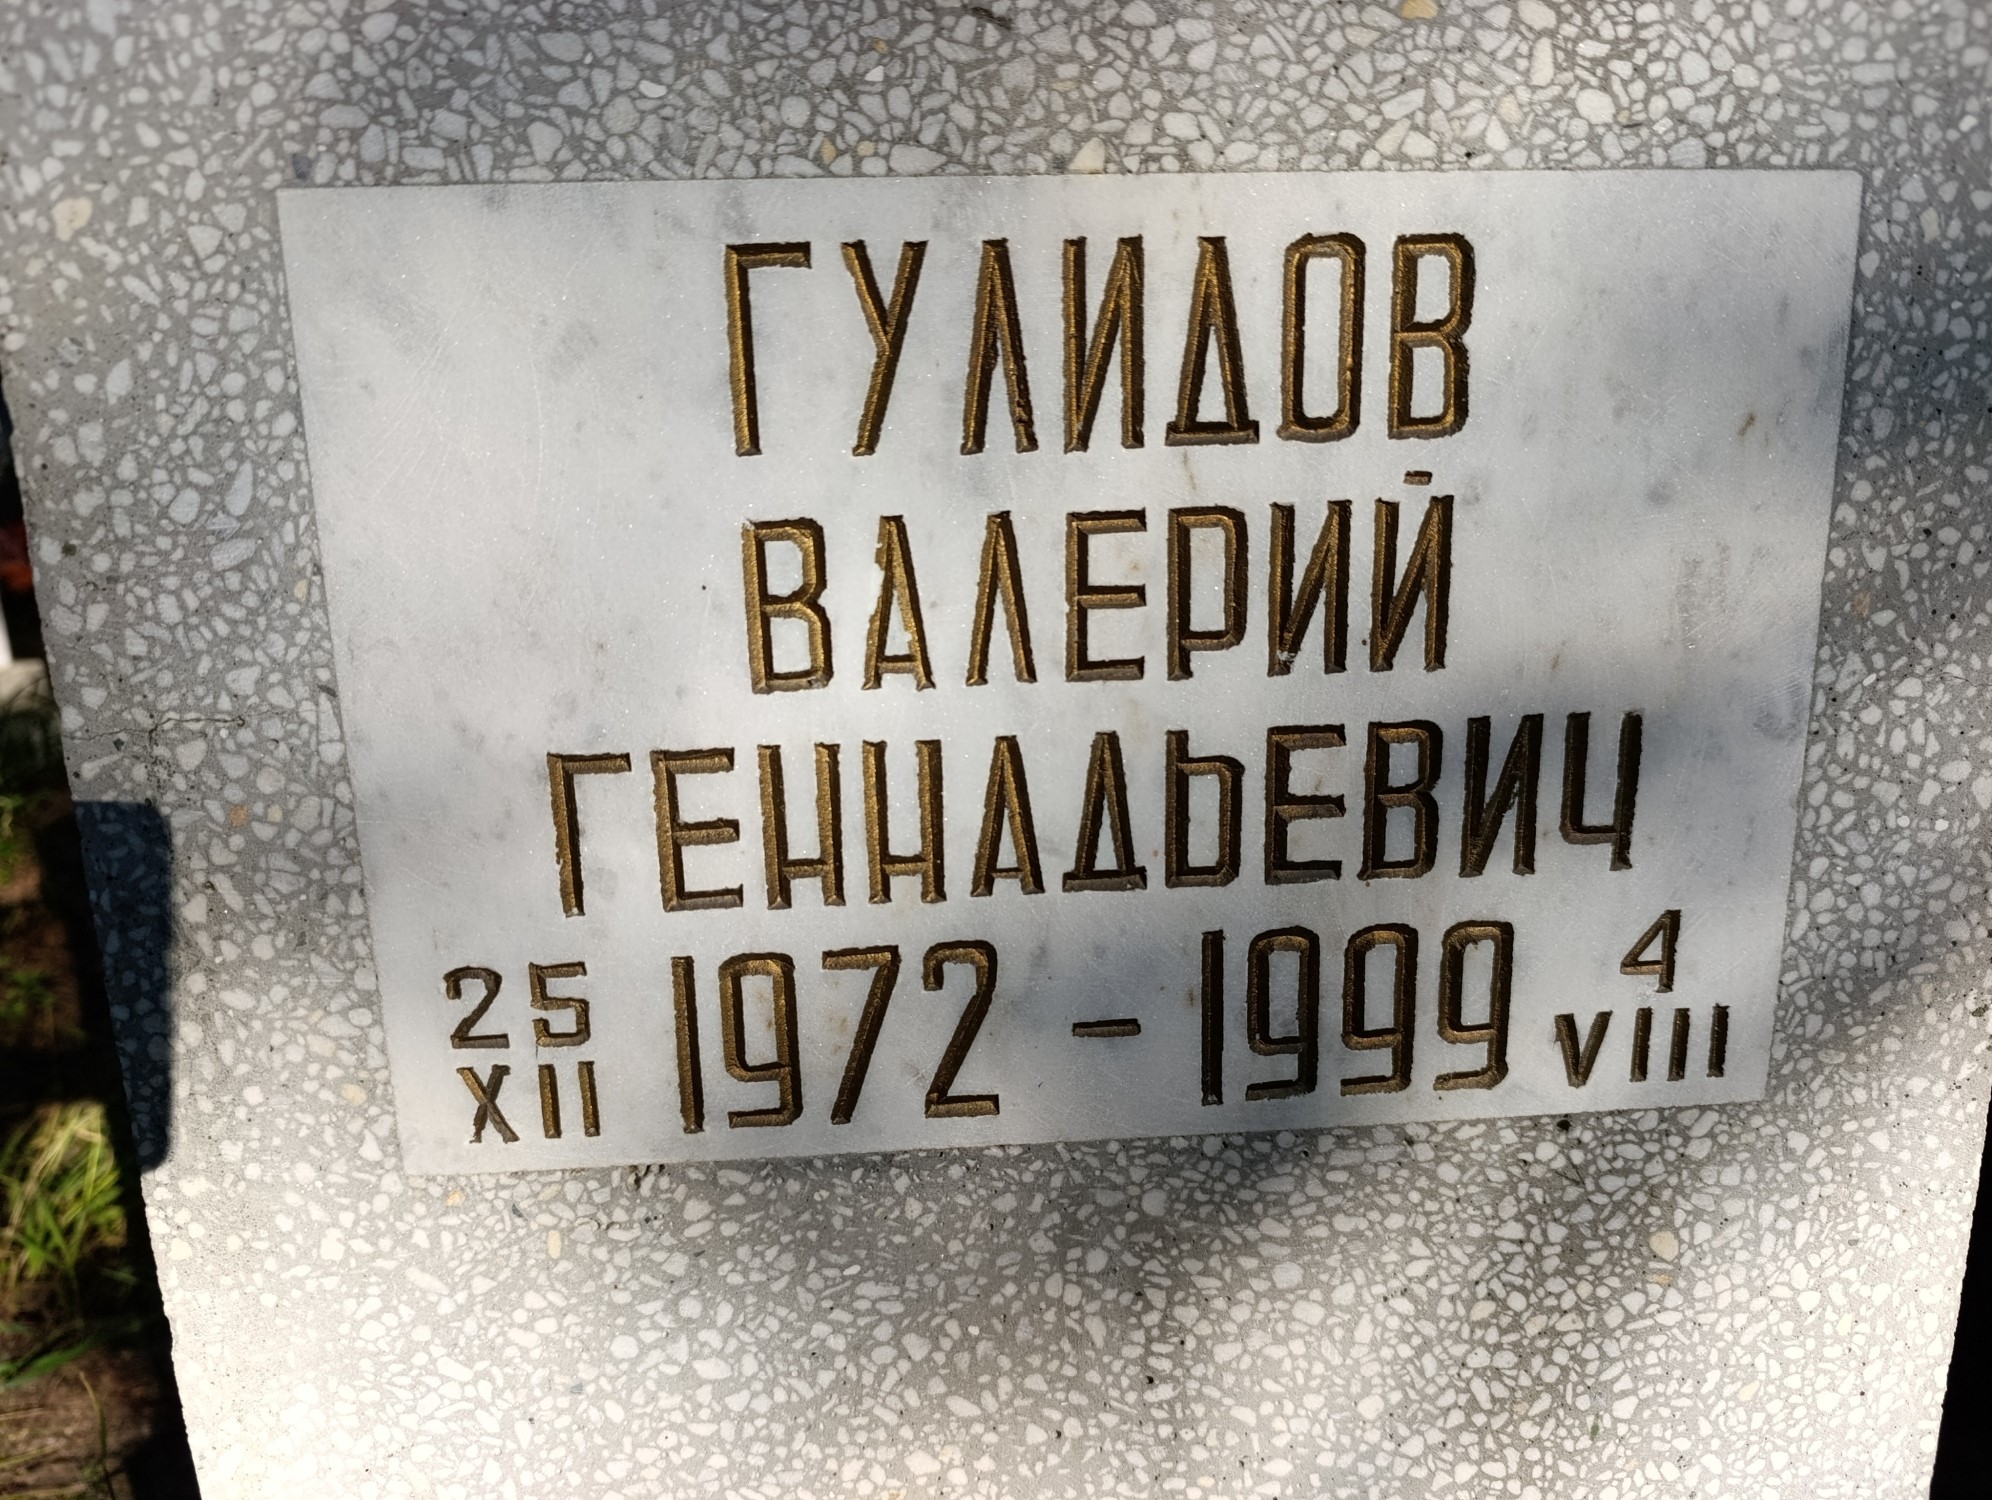 ГУЛИДОВ
ВАЛЕРИЙ
ГЕННАДЬЕВИЧ
25 XII 1972 - 1999 4 VIII